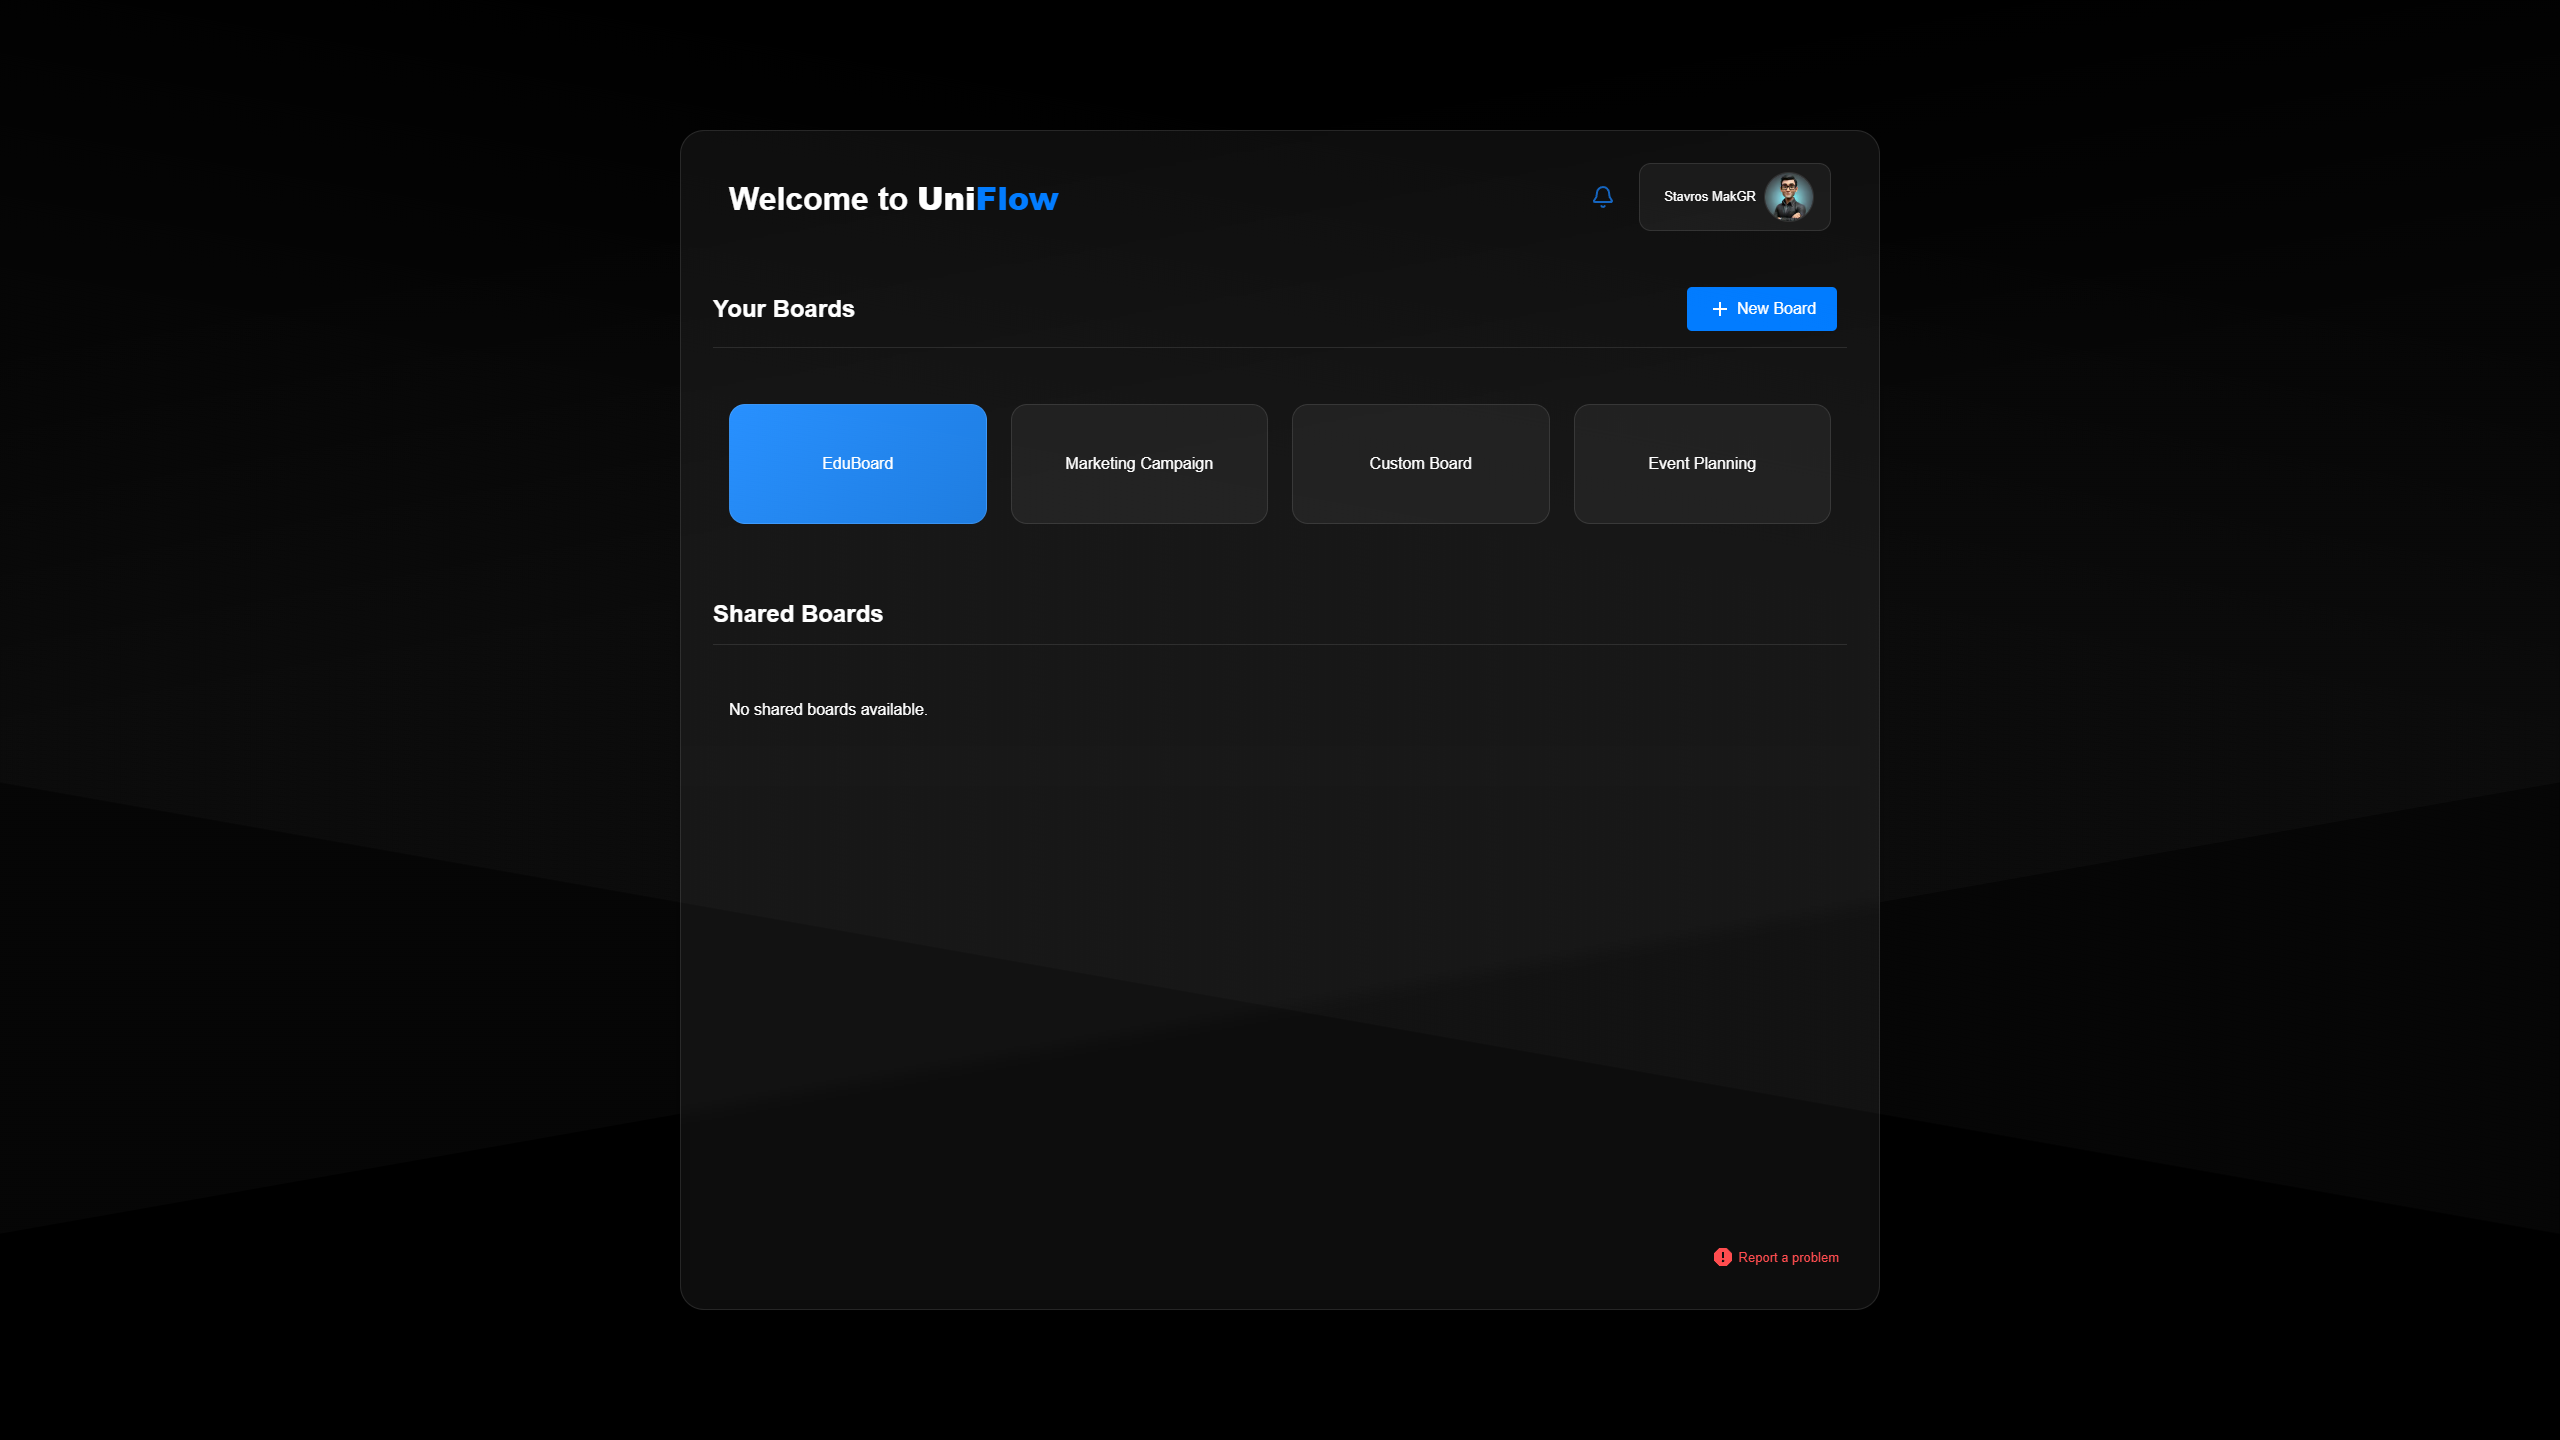 Welcome to UniFlow
Stavros MakGR
Your Boards
New Board
EduBoard
Marketing Campaign
Custom Board
Event Planning
Shared Boards
No shared boards available.
Report a problem